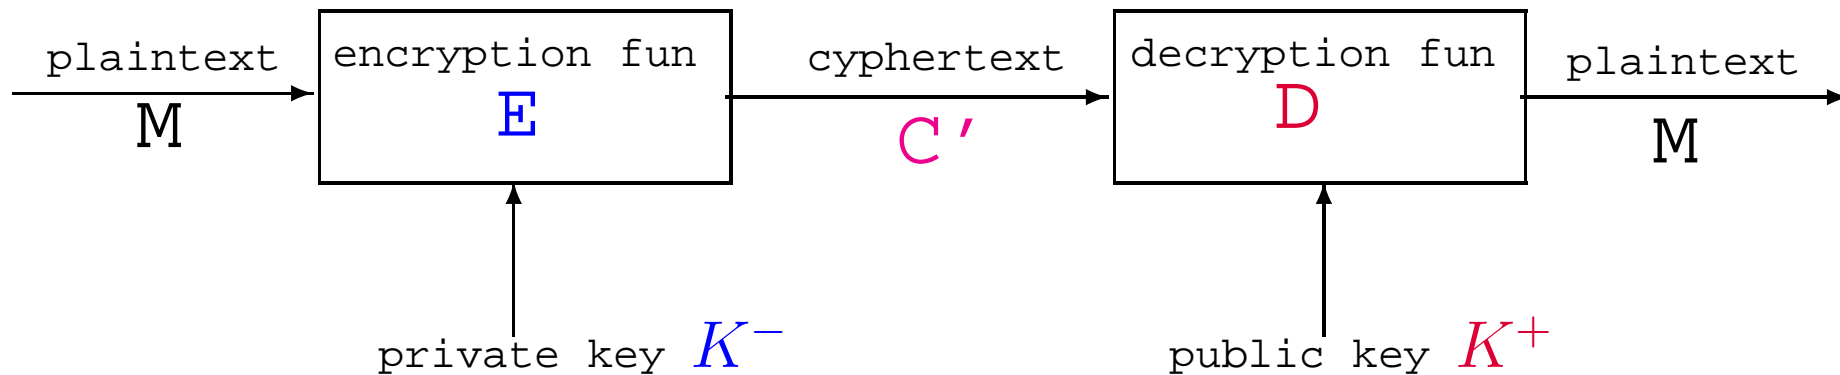 plaintext
M
encryption fun
E
cyphertext
C'
decryption fun
D
plaintext
M
private key K⁻
public key K⁺